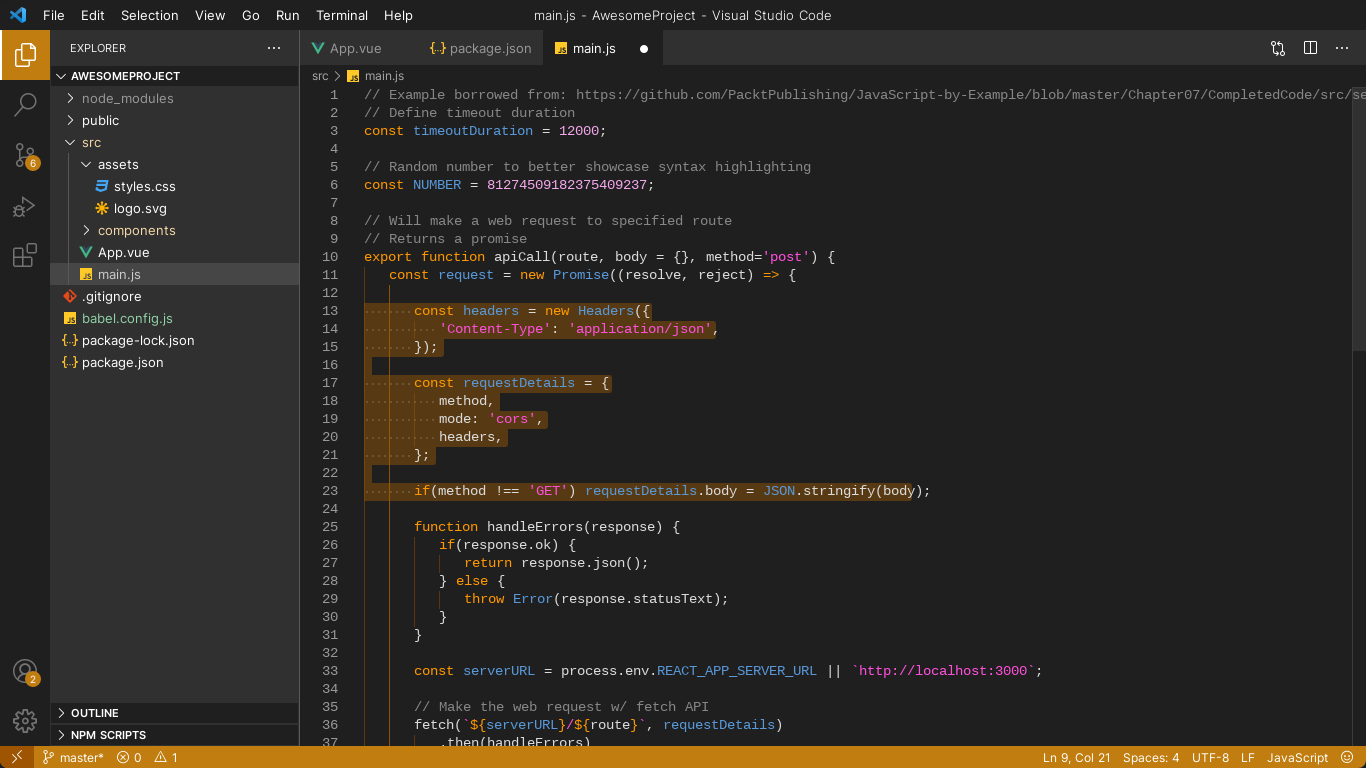 File Edit Selection View Go Run Terminal Help main.js - AwesomeProject - Visual Studio Code
EXPLORER
App.vue
{..} package.json
JS main.js
AWESOMEPROJECT
src > JS main.js
node_modules
public
src
assets
styles.css
logo.svg
components
App.vue
JS main.js
.gitignore
JS babel.config.js
{..} package-lock.json
{..} package.json
6
2
OUTLINE
NPM SCRIPTS
1 // Example borrowed from: https://github.com/PacktPublishing/JavaScript-by-Example/blob/master/Chapter07/CompletedCode/src/se
2 // Define timeout duration
3 const timeoutDuration = 12000;
4
5 // Random number to better showcase syntax highlighting
6 const NUMBER = 81274509182375409237;
7
8 // Will make a web request to specified route
9 // Returns a promise
10 export function apiCall(route, body = {}, method='post') {
11 const request = new Promise((resolve, reject) => {
12
13 const headers = new Headers({
14 'Content-Type': 'application/json',
15 });
16
17 const requestDetails = {
18 method,
19 mode: 'cors',
20 headers,
21 };
22
23 if(method !== 'GET') requestDetails.body = JSON.stringify(body);
24
25 function handleErrors(response) {
26 if(response.ok) {
27 return response.json();
28 } else {
29 throw Error(response.statusText);
30 }
31 }
32
33 const serverURL = process.env.REACT_APP_SERVER_URL || `http://localhost:3000`;
34
35 // Make the web request w/ fetch API
36 fetch(`${serverURL}/${route}`, requestDetails)
37 .then(handleErrors)
master* 0 1 Ln 9, Col 21 Spaces: 4 UTF-8 LF JavaScript